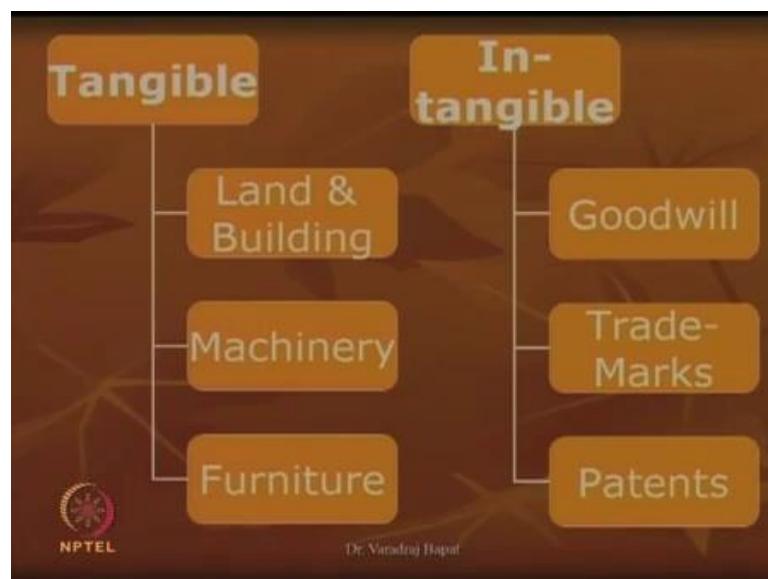 Tangible
Land &
Building
Machinery
Furniture
In-
tangible
Goodwill
Trade-
Marks
Patents
NPTEL
Dr. Varadraj Bapat